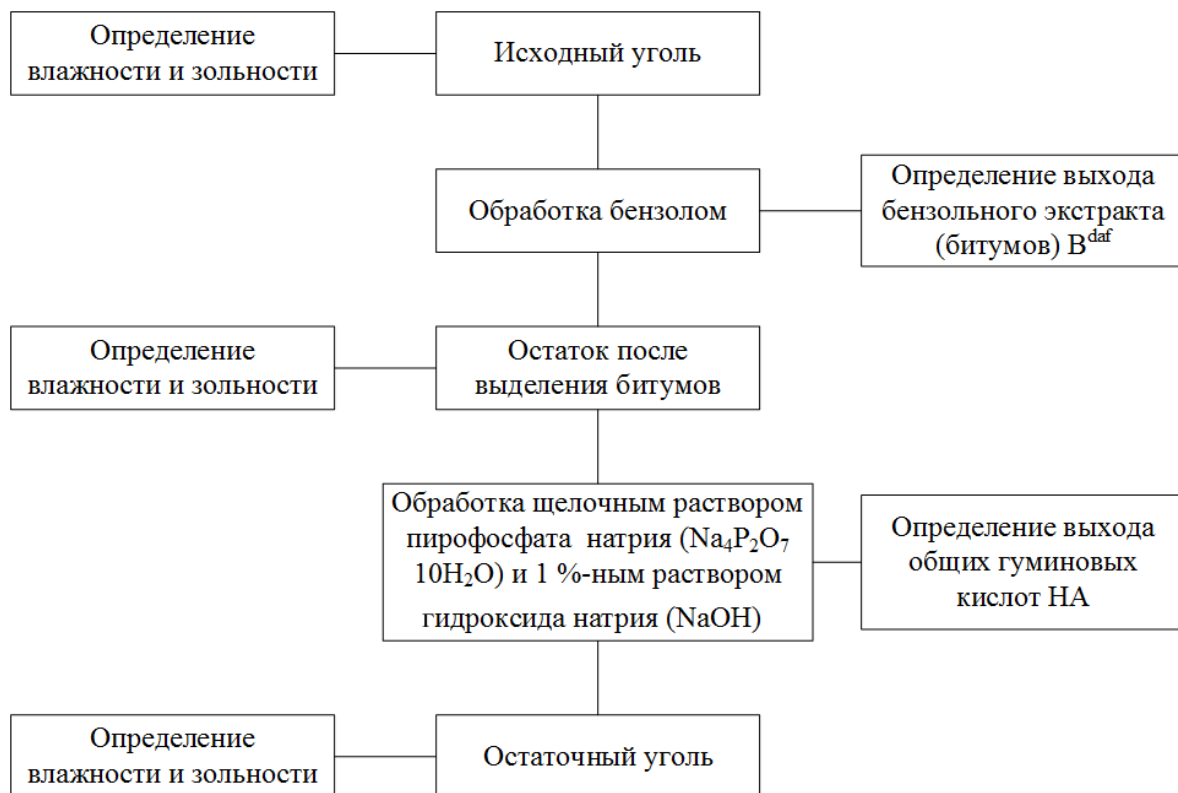 Определение
влажности и зольности
Исходный уголь
Обработка бензолом
Определение выхода
бензольного экстракта
(битумов) B^daf
Определение
влажности и зольности
Остаток после
выделения битумов
Обработка щелочным раствором
пирофосфата натрия (Na₄P₂O₇
10H₂O) и 1 %-ным раствором
гидроксида натрия (NaOH)
Определение выхода
общих гуминовых
кислот НА
Определение
влажности и зольности
Остаточный уголь